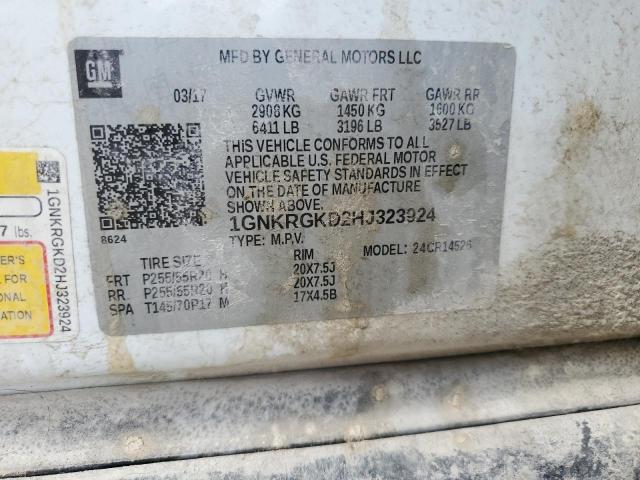 GM
MFD BY GENERAL MOTORS LLC
03/17 GVWR GAWR FRT GAWR RR
2908 KG 1450 KG 1600 KG
6411 LB 3196 LB 3527 LB
THIS VEHICLE CONFORMS TO ALL
APPLICABLE U.S. FEDERAL MOTOR
VEHICLE SAFETY STANDARDS IN EFFECT
ON THE DATE OF MANUFACTURE
SHOWN ABOVE.
1GNKRGKD2HJ323924
8624
TYPE: M.P.V. MODEL: 24CR14526
TIRE SIZE RIM
FRT P255/55R20 H 20X7.5J
RR P255/55R20 H 20X7.5J
SPA T145/70R17 M 17X4.5B
7 lbs.
1GNKRGKD2HJ323924
FOR